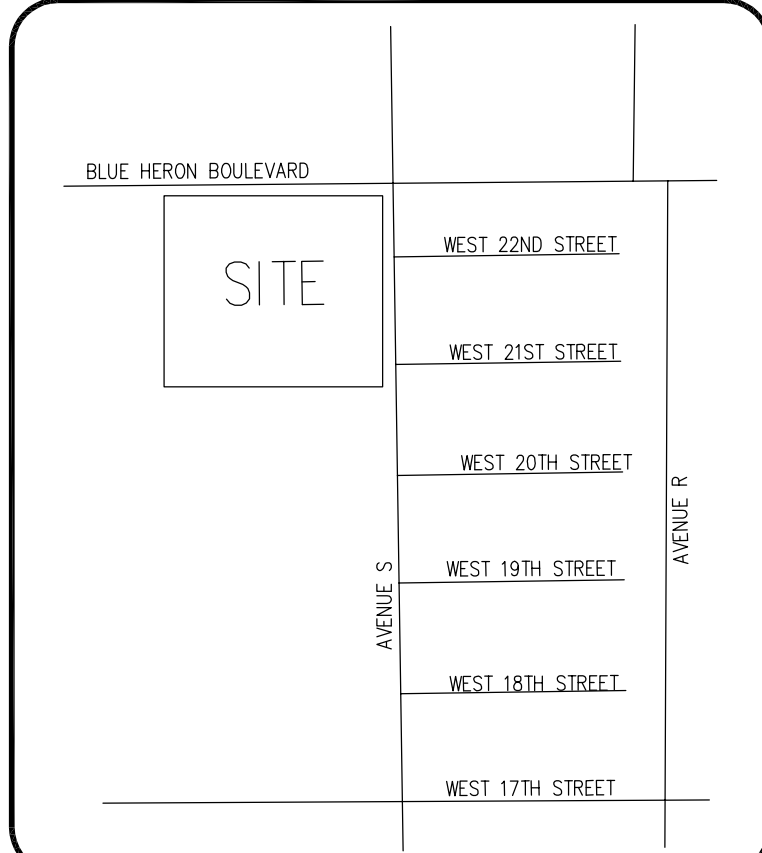 BLUE HERON BOULEVARD
SITE
WEST 22ND STREET
WEST 21ST STREET
WEST 20TH STREET
AVENUE R
WEST 19TH STREET
AVENUE S
WEST 18TH STREET
WEST 17TH STREET